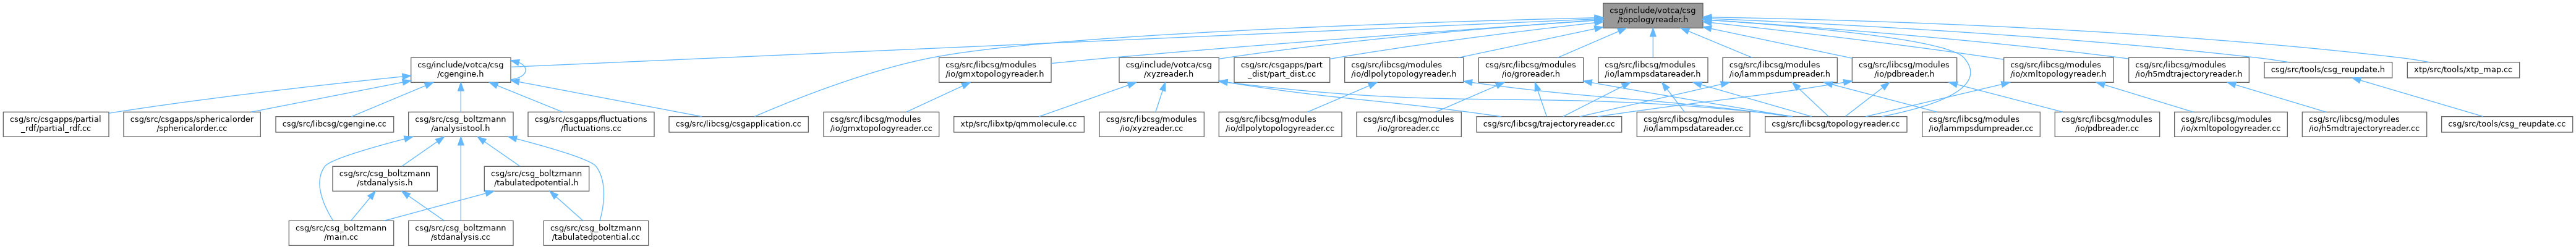 csg/include/votca/csg
/topologyreader.h
csg/include/votca/csg
/cgengine.h
csg/src/libcsg/modules
/io/gmxtopologyreader.h
csg/include/votca/csg
/xyzreader.h
csg/src/csgapps/part
_dist/part_dist.cc
csg/src/libcsg/modules
/io/dlpolytopologyreader.h
csg/src/libcsg/modules
/io/groreader.h
csg/src/libcsg/modules
/io/lammpsdatareader.h
csg/src/libcsg/modules
/io/lammpsdumpreader.h
csg/src/libcsg/modules
/io/pdbreader.h
csg/src/libcsg/modules
/io/xmltopologyreader.h
csg/src/libcsg/modules
/io/h5mdtrajectoryreader.h
csg/src/tools/csg_reupdate.h
xtp/src/tools/xtp_map.cc
csg/src/csgapps/partial
_rdf/partial_rdf.cc
csg/src/csgapps/sphericalorder
/sphericalorder.cc
csg/src/libcsg/cgengine.cc
csg/src/csg_boltzmann
/analysistool.h
csg/src/csgapps/fluctuations
/fluctuations.cc
csg/src/libcsg/csgapplication.cc
csg/src/libcsg/modules
/io/gmxtopologyreader.cc
xtp/src/libxtp/qmmolecule.cc
csg/src/libcsg/modules
/io/xyzreader.cc
csg/src/libcsg/modules
/io/dlpolytopologyreader.cc
csg/src/libcsg/modules
/io/groreader.cc
csg/src/libcsg/trajectoryreader.cc
csg/src/libcsg/modules
/io/lammpsdatareader.cc
csg/src/libcsg/topologyreader.cc
csg/src/libcsg/modules
/io/lammpsdumpreader.cc
csg/src/libcsg/modules
/io/pdbreader.cc
csg/src/libcsg/modules
/io/xmltopologyreader.cc
csg/src/libcsg/modules
/io/h5mdtrajectoryreader.cc
csg/src/tools/csg_reupdate.cc
csg/src/csg_boltzmann
/stdanalysis.h
csg/src/csg_boltzmann
/tabulatedpotential.h
csg/src/csg_boltzmann
/main.cc
csg/src/csg_boltzmann
/stdanalysis.cc
csg/src/csg_boltzmann
/tabulatedpotential.cc